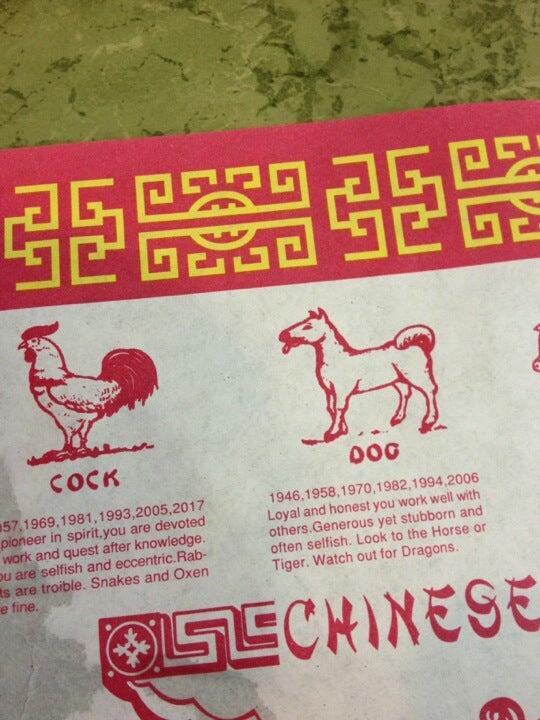 COCK
57,1969,1981,1993,2005,2017
pioneer in spirit,you are devoted
work and quest after knowledge.
ou are selfish and eccentric.Rab-
ts are troible. Snakes and Oxen
e fine.
DOG
1946,1958,1970,1982,1994,2006
Loyal and honest you work well with
others.Generous yet stubborn and
often selfish. Look to the Horse or
Tiger. Watch out for Dragons.
CHINESE